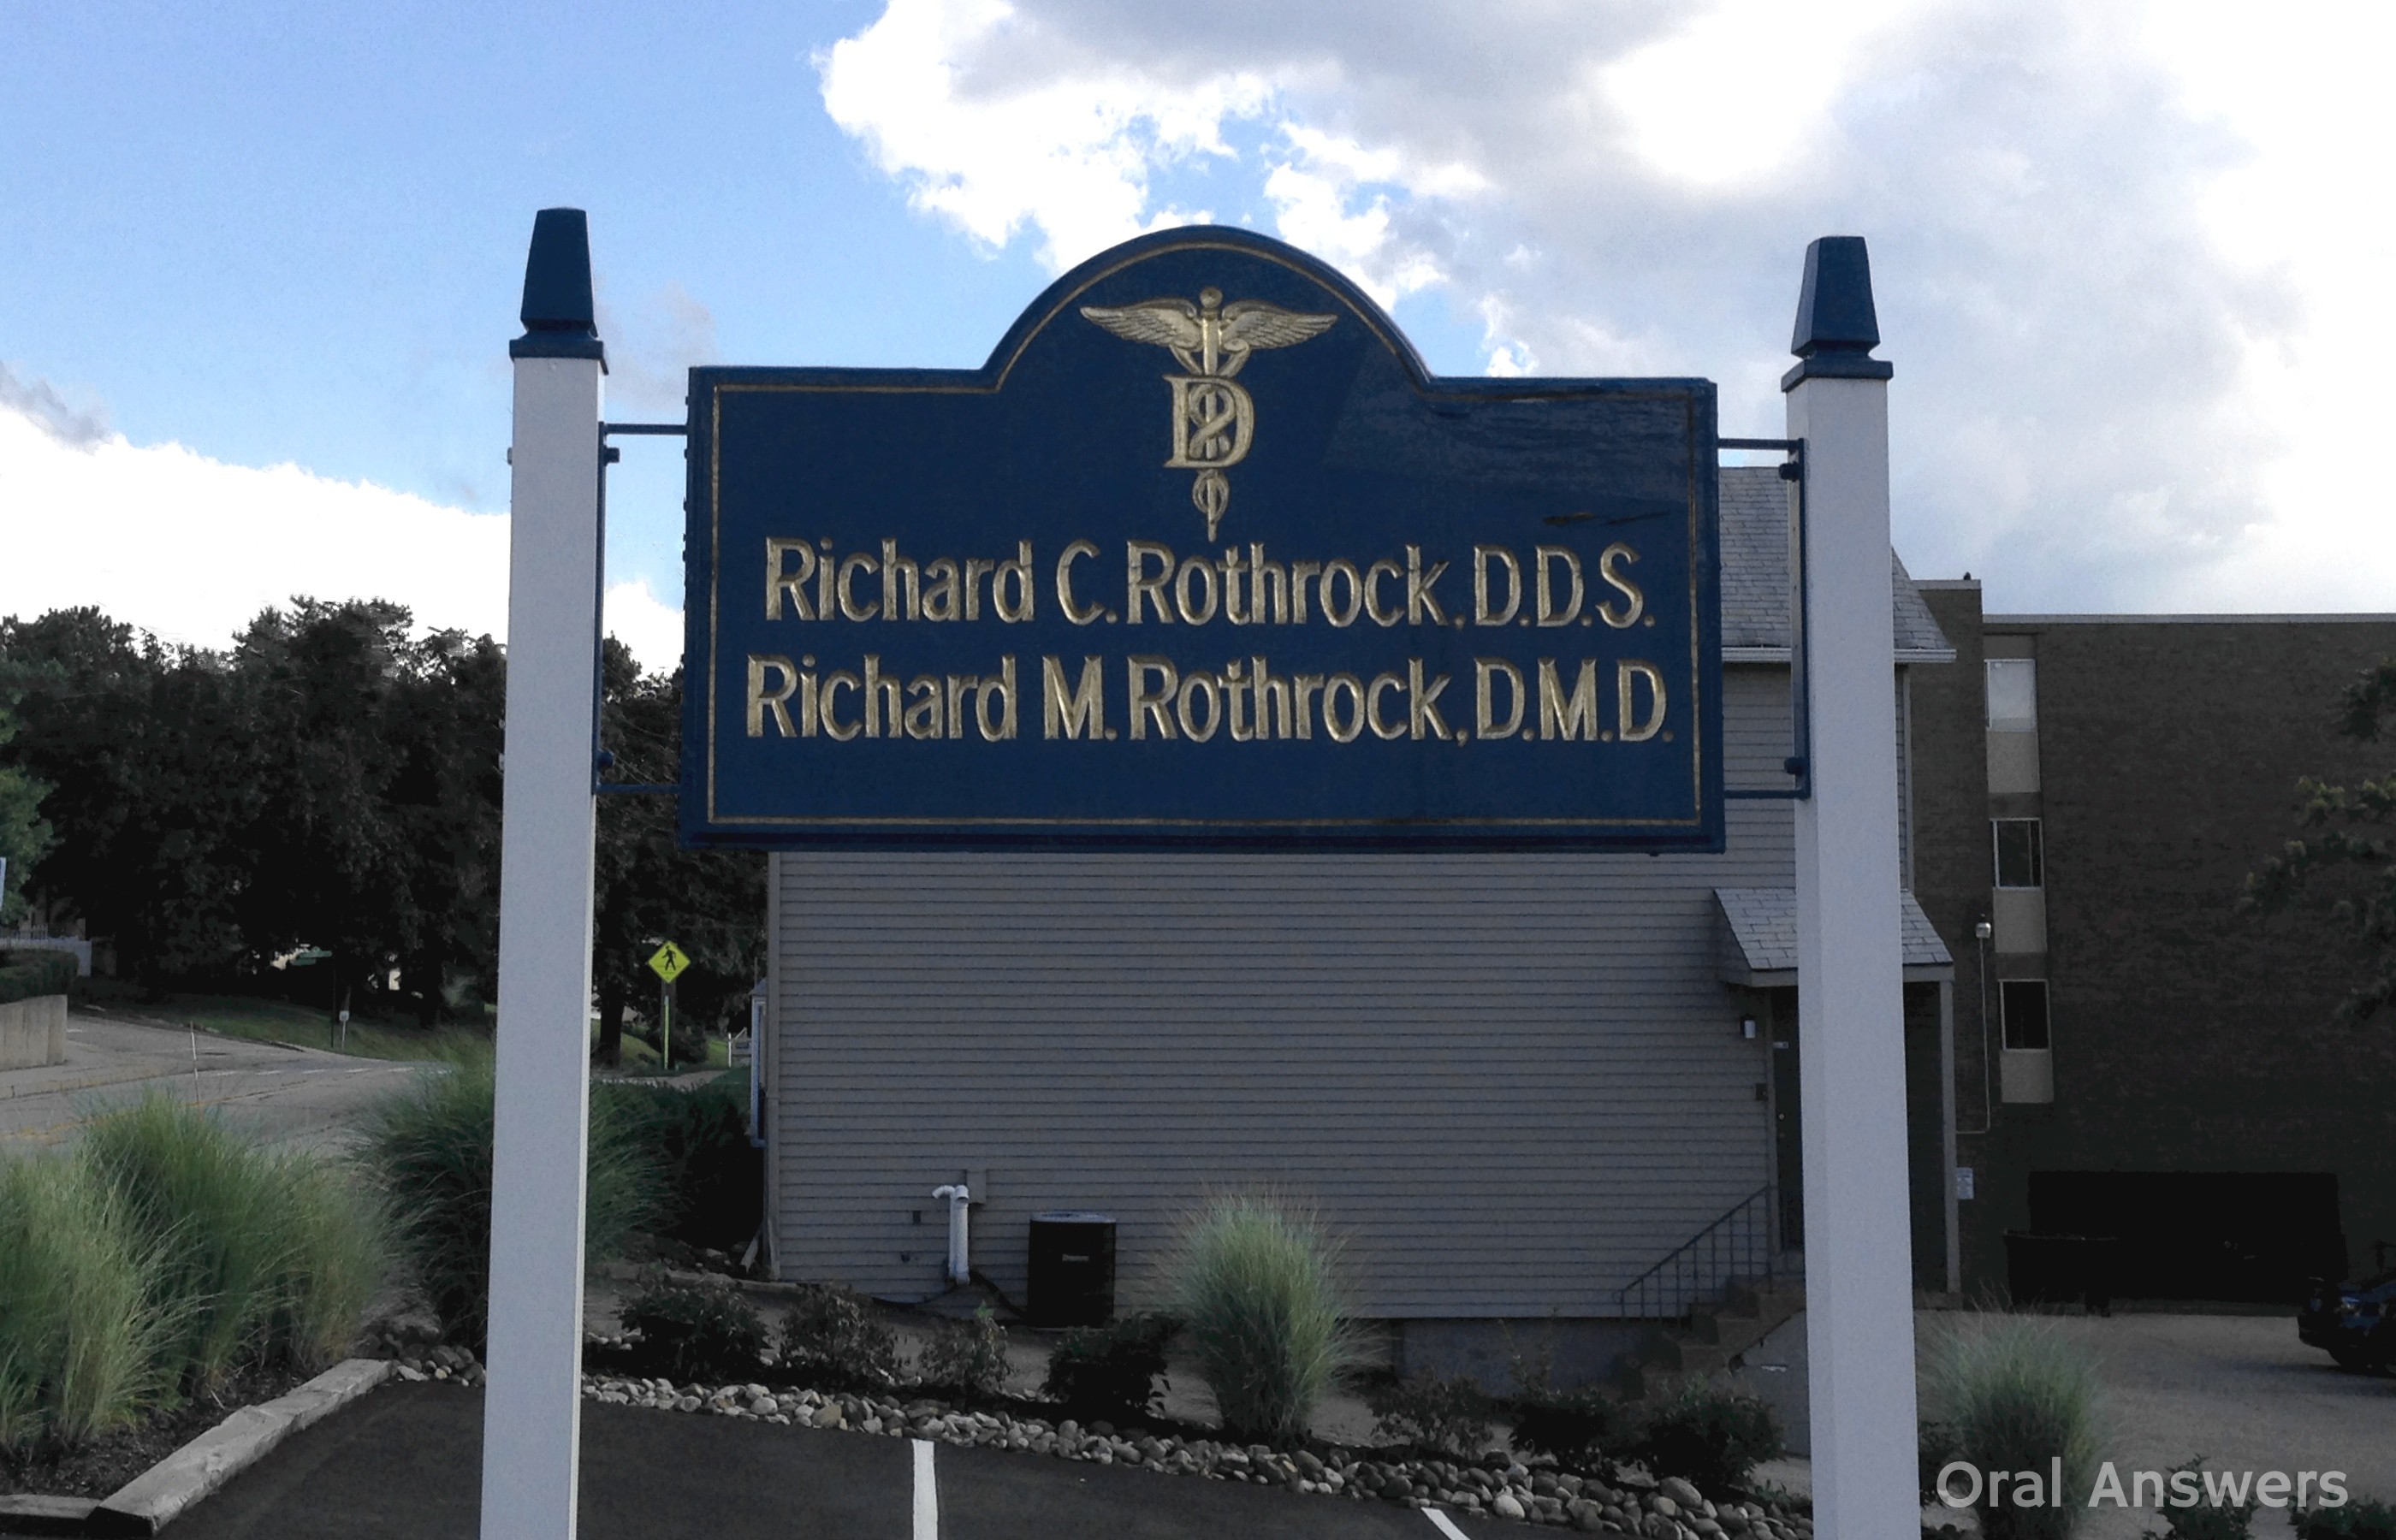 D
Richard C. Rothrock, D.D.S.
Richard M. Rothrock, D.M.D.
Oral Answers